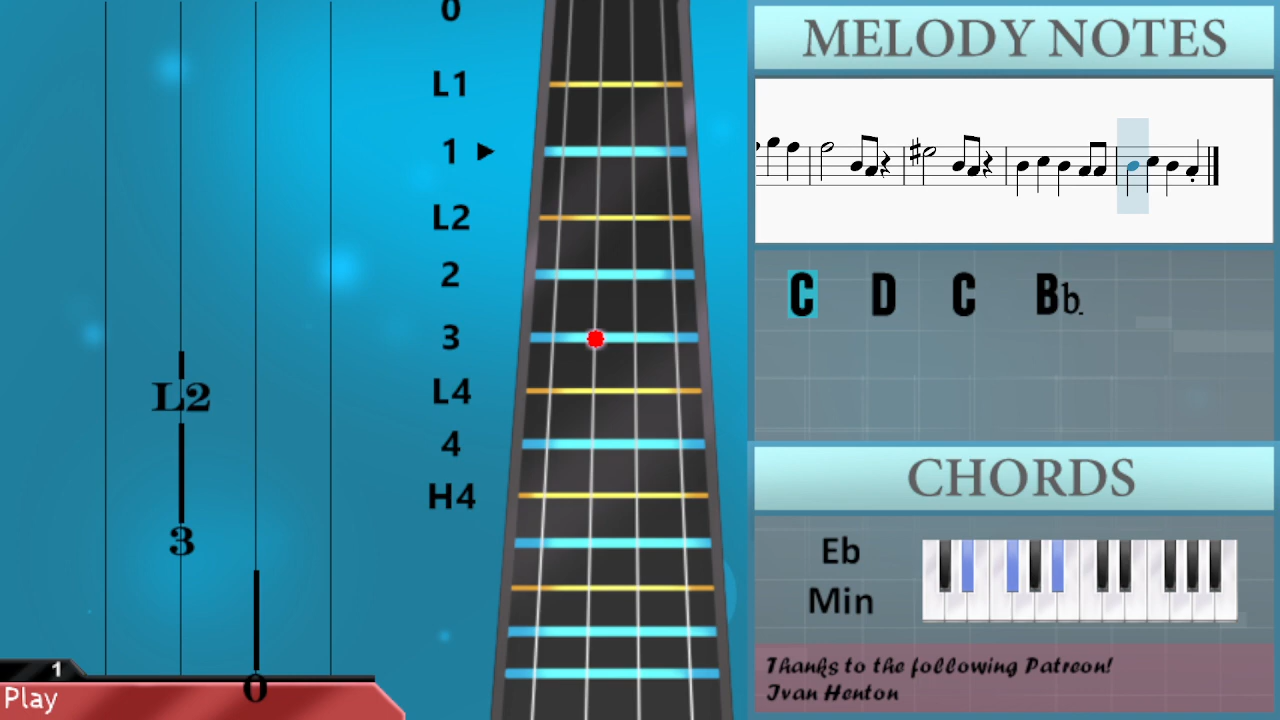 0
L1
1
L2
2
3
L4
4
H4
L2
3
0
1
Play
MELODY NOTES
C D C Bb.
CHORDS
Eb
Min
Thanks to the following Patreon!
Ivan Henton